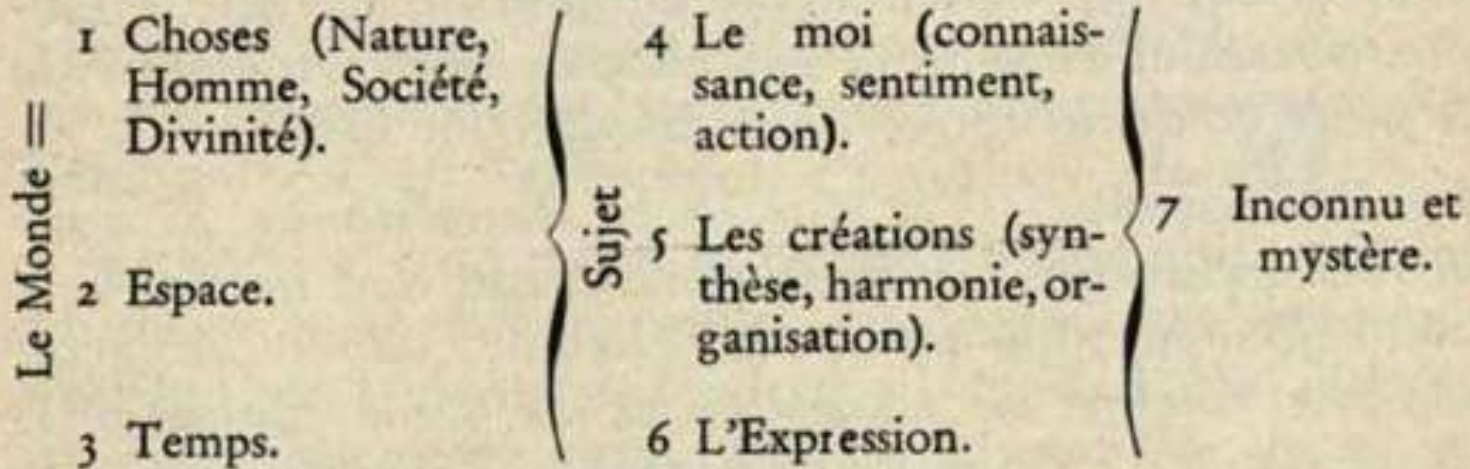 Le Monde =
1 Choses (Nature,
Homme, Société,
Divinité).
2 Espace.
3 Temps.
Sujet
4 Le moi (connais-
sance, sentiment,
action).
5 Les créations (syn-
thèse, harmonie, or-
ganisation).
6 L'Expression.
7 Inconnu et
mystère.